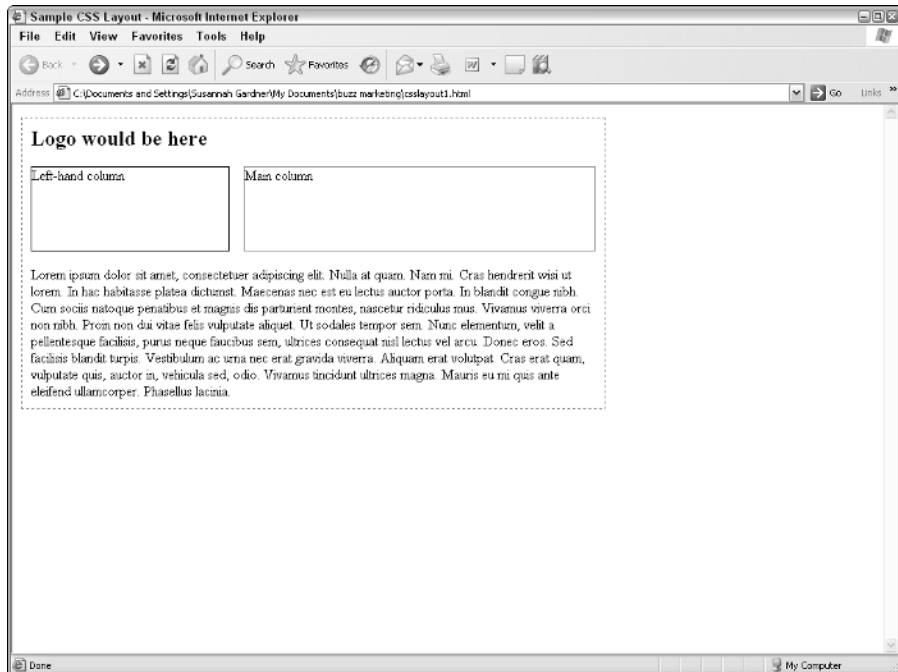 Sample CSS Layout - Microsoft Internet Explorer
File Edit View Favorites Tools Help
Back Search Favorites
Address C:\Documents and Settings\Susannah Gardner\My Documents\buzz marketing\csslayout1.html Go Links »
Logo would be here
Left-hand column Main column
Lorem ipsum dolor sit amet, consectetuer adipiscing elit. Nulla at quam. Nam mi. Cras hendrerit wisi ut
lorem. In hac habitasse platea dictumst. Maecenas nec est eu lectus auctor porta. In blandit congue nibh.
Cum sociis natoque penatibus et magnis dis parturient montes, nascetur ridiculus mus. Vivamus viverra orci
non nibh. Proin non dui vitae felis vulputate aliquet. Ut sodales tempor sem. Nunc elementum, velit a
pellentesque facilisis, purus neque faucibus sem, ultrices consequat nisl lectus vel arcu. Donec eros. Sed
facilisis blandit turpis. Vestibulum ac urna nec erat gravida viverra. Aliquam erat volutpat. Cras erat quam,
vulputate quis, auctor in, vehicula sed, odio. Vivamus tincidunt ultrices magna. Mauris eu mi quis ante
eleifend ullamcorper. Phasellus lacinia.
Done My Computer